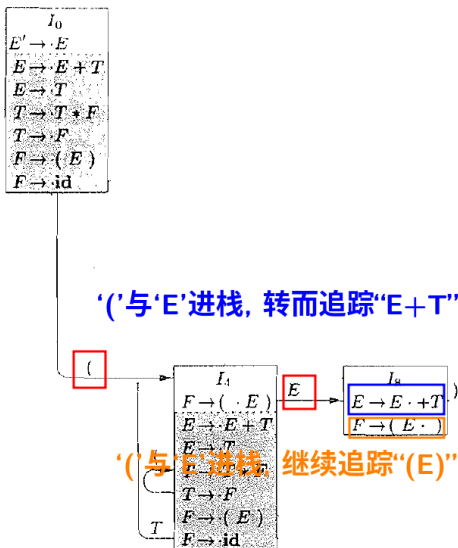 I₀
E′ → ·E
E → ·E + T
E → ·T
T → ·T * F
T → ·F
F → ·( E )
F → ·id
‘(’与‘E’进栈, 转而追踪“E+T”
(
I₄
F → ( · E )
E → ·E + T
E → ·T
T → ·F
F → ·( E )
F → ·id
E
I₈
E → E · + T
F → ( E · )
)
‘(’与‘E’进栈, 继续追踪“(E)”
T